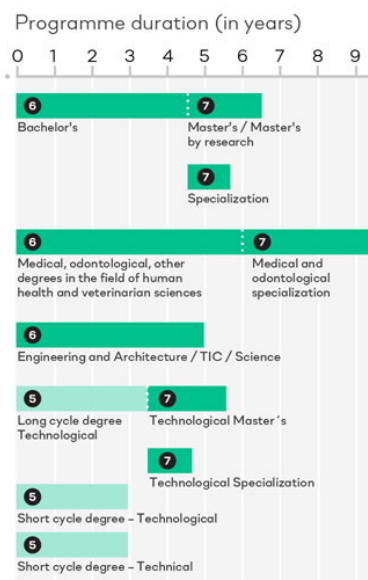 Programme duration (in years)
0 1 2 3 4 5 6 7 8 9
6 7
Bachelor's
Master's / Master's
by research
7
Specialization
6 7
Medical, odontological, other
degrees in the field of human
health and veterinarian sciences
Medical and
odontological
specialization
6
Engineering and Architecture / TIC / Science
5 7
Long cycle degree
Technological
Technological Master´s
7
Technological Specialization
5
Short cycle degree – Technological
5
Short cycle degree – Technical